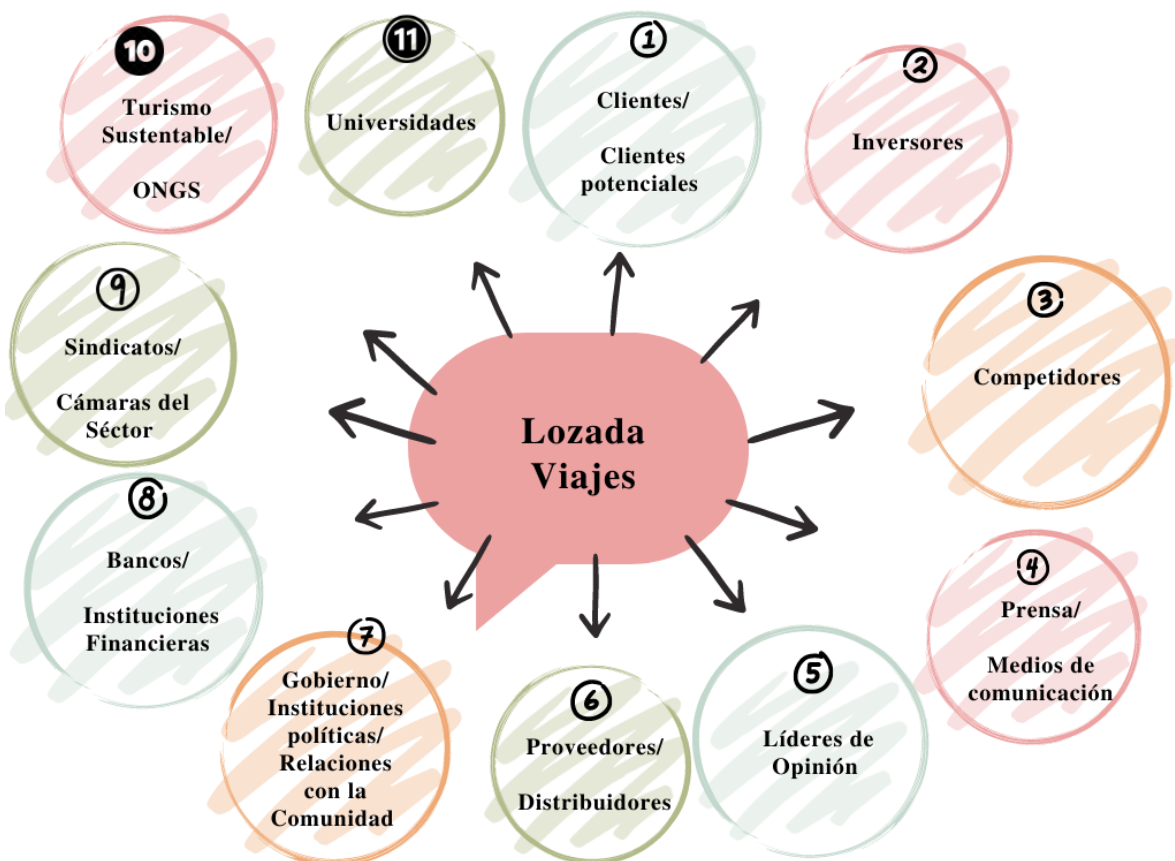 Lozada
Viajes
1
Clientes/
Clientes
potenciales
2
Inversores
3
Competidores
4
Prensa/
Medios de
comunicación
5
Líderes de
Opinión
6
Proveedores/
Distribuidores
7
Gobierno/
Instituciones
políticas/
Relaciones
con la
Comunidad
8
Bancos/
Instituciones
Financieras
9
Sindicatos/
Cámaras del
Séctor
10
Turismo
Sustentable/
ONGS
11
Universidades